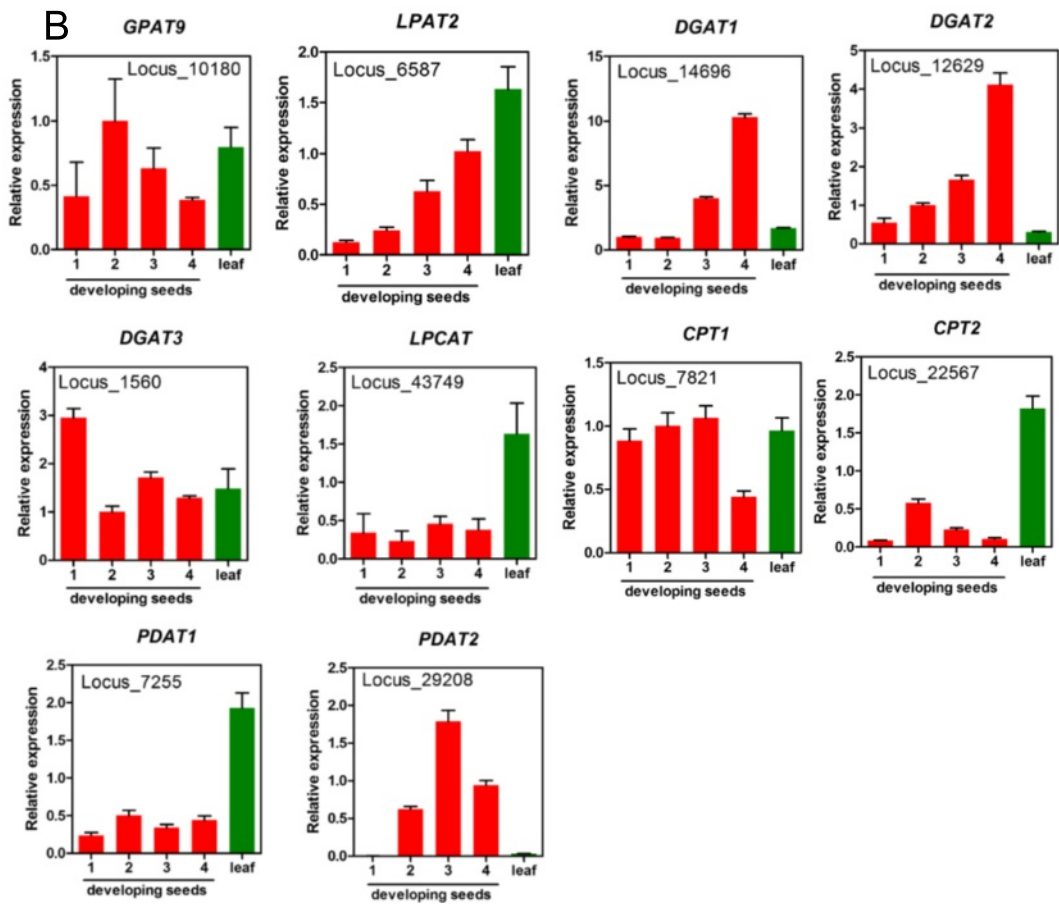 B
GPAT9
Locus_10180
Relative expression
1.5
1.0
0.5
0.0
1 2 3 4 leaf
developing seeds
LPAT2
Locus_6587
Relative expression
2.0
1.5
1.0
0.5
0.0
1 2 3 4 leaf
developing seeds
DGAT1
Locus_14696
Relative expression
15
10
5
0
1 2 3 4 leaf
developing seeds
DGAT2
Locus_12629
Relative expression
5
4
3
2
1
0
1 2 3 4 leaf
developing seeds
DGAT3
Locus_1560
Relative expression
4
3
2
1
0
1 2 3 4 leaf
developing seeds
LPCAT
Locus_43749
Relative expression
2.5
2.0
1.5
1.0
0.5
0.0
1 2 3 4 leaf
developing seeds
CPT1
Locus_7821
Relative expression
1.5
1.0
0.5
0.0
1 2 3 4 leaf
developing seeds
CPT2
Locus_22567
Relative expression
2.5
2.0
1.5
1.0
0.5
0.0
1 2 3 4 leaf
developing seeds
PDAT1
Locus_7255
Relative expression
2.5
2.0
1.5
1.0
0.5
0.0
1 2 3 4 leaf
developing seeds
PDAT2
Locus_29208
Relative expression
2.5
2.0
1.5
1.0
0.5
0.0
1 2 3 4 leaf
developing seeds